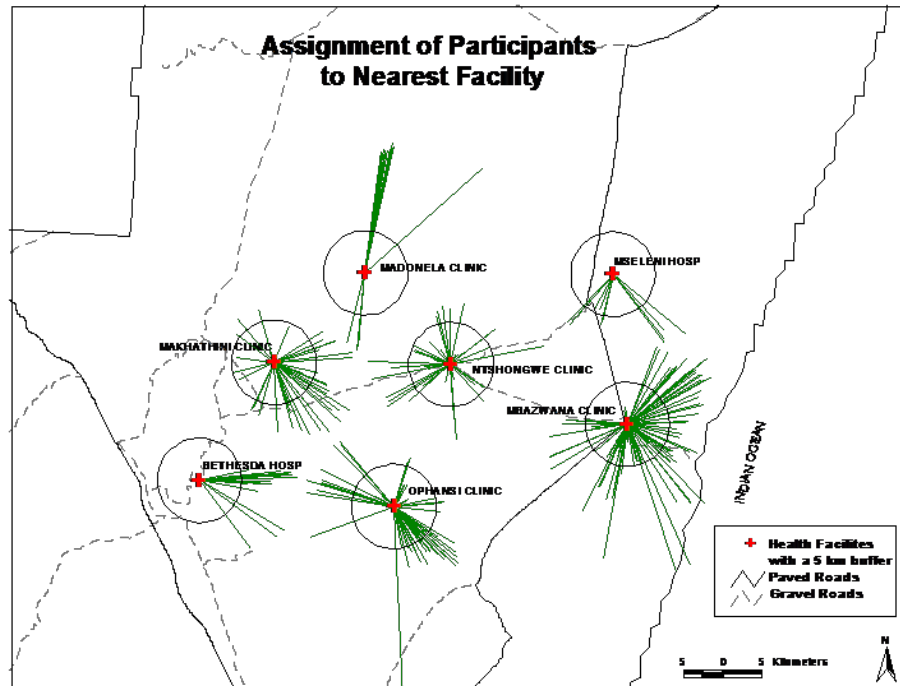 Assignment of Participants
to Nearest Facility
MADONELA CLINIC
MSELENI HOSP
MAKHATHINI CLINIC
NTSHONGWE CLINIC
MBAZWANA CLINIC
BETHESDA HOSP
OPHANSI CLINIC
INDIAN OCEAN
Health Facilites
with a 5 km buffer
Paved Roads
Gravel Roads
5 0 5 Kilometers
N